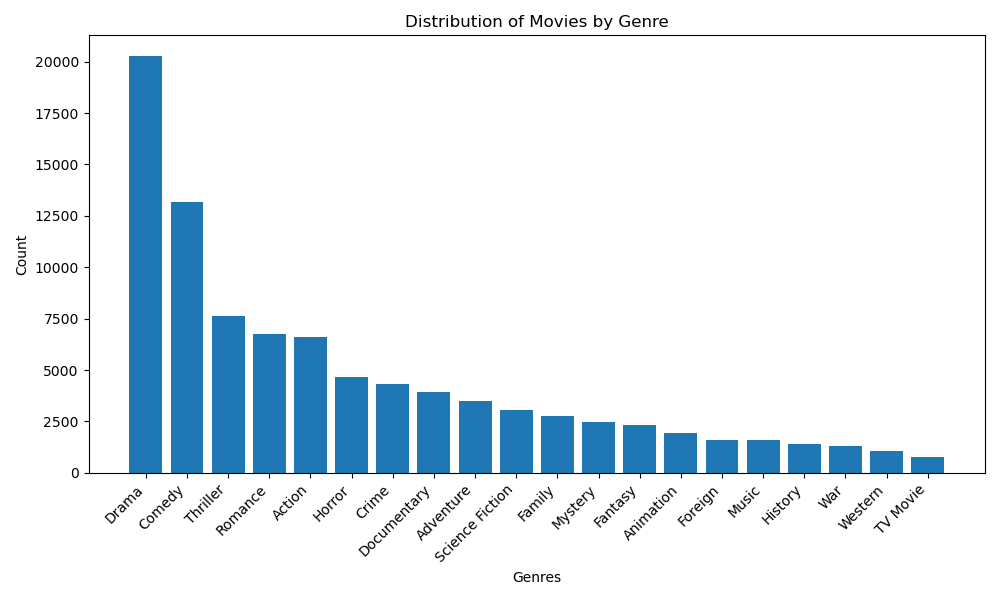 Distribution of Movies by Genre
20000
17500
15000
12500
10000
7500
5000
2500
0
Count
Drama
Comedy
Thriller
Romance
Action
Horror
Crime
Documentary
Adventure
Science Fiction
Family
Mystery
Fantasy
Animation
Foreign
Music
History
War
Western
TV Movie
Genres